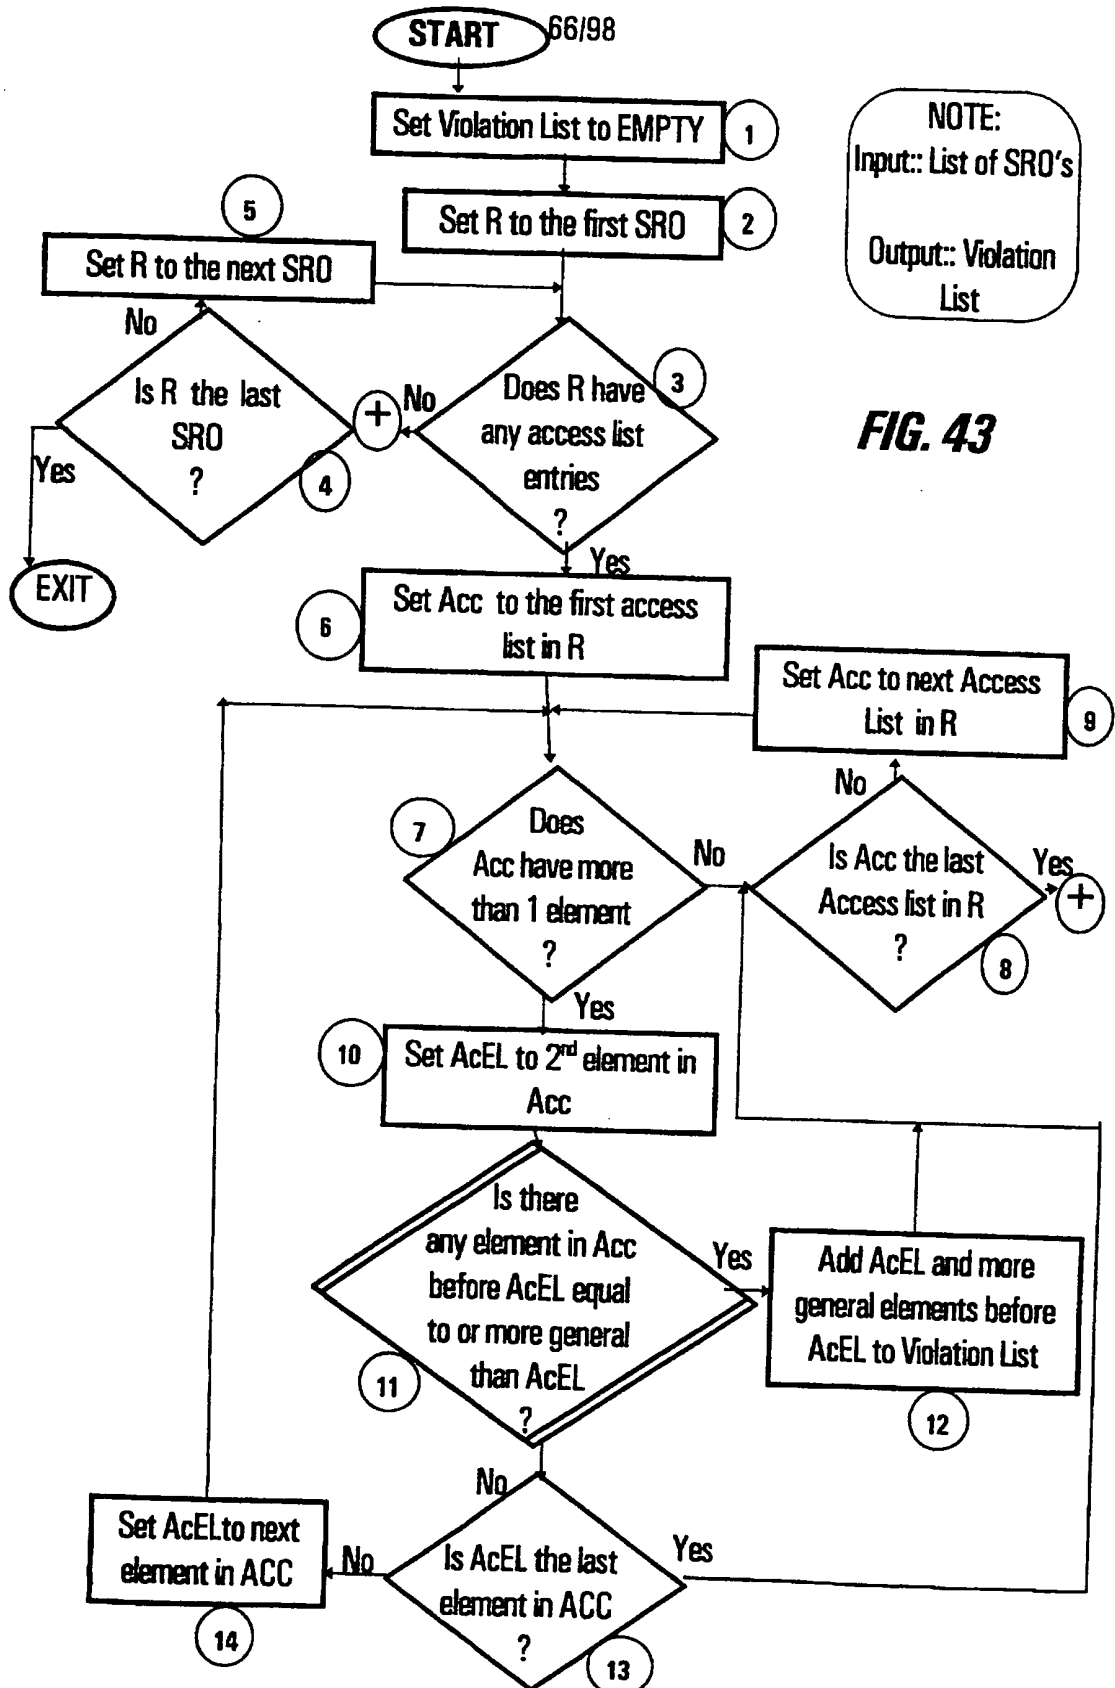 START
66/98
Set Violation List to EMPTY
1
NOTE:
Input:: List of SRO's
Output:: Violation
List
Set R to the first SRO
2
5
Set R to the next SRO
No
Is R the last
SRO
?
4
Yes
EXIT
+
No
Does R have
any access list
entries
?
3
Yes
FIG. 43
Set Acc to the first access
list in R
6
Set Acc to next Access
List in R
9
No
7
Does
Acc have more
than 1 element
?
No
Is Acc the last
Access list in R
?
8
Yes
+
Yes
10
Set AcEL to 2nd element in
Acc
Is there
any element in Acc
before AcEL equal
to or more general
than AcEL
?
11
Yes
Add AcEL and more
general elements before
AcEL to Violation List
12
No
Is AcEL the last
element in ACC
?
13
Yes
No
Set AcELto next
element in ACC
14